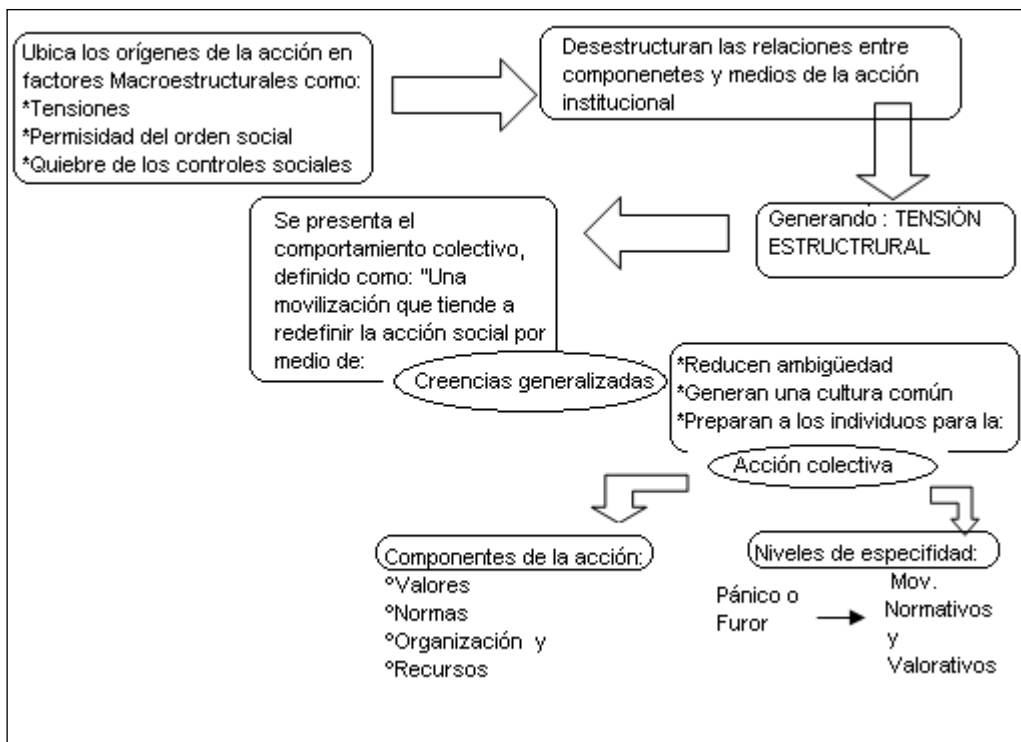 Ubica los orígenes de la acción en
factores Macroestructurales como:
*Tensiones
*Permisidad del orden social
*Quiebre de los controles sociales
Desestructuran las relaciones entre
componenetes y medios de la acción
institucional
Generando : TENSIÓN
ESTRUCTRURAL
Se presenta el
comportamiento colectivo,
definido como: "Una
movilización que tiende a
redefinir la acción social por
medio de:
Creencias generalizadas
*Reducen ambigüedad
*Generan una cultura común
*Preparan a los individuos para la:
Acción colectiva
Componentes de la acción:
°Valores
°Normas
°Organización y
°Recursos
Niveles de especifidad:
Pánico o
Furor
Mov.
Normativos
y
Valorativos